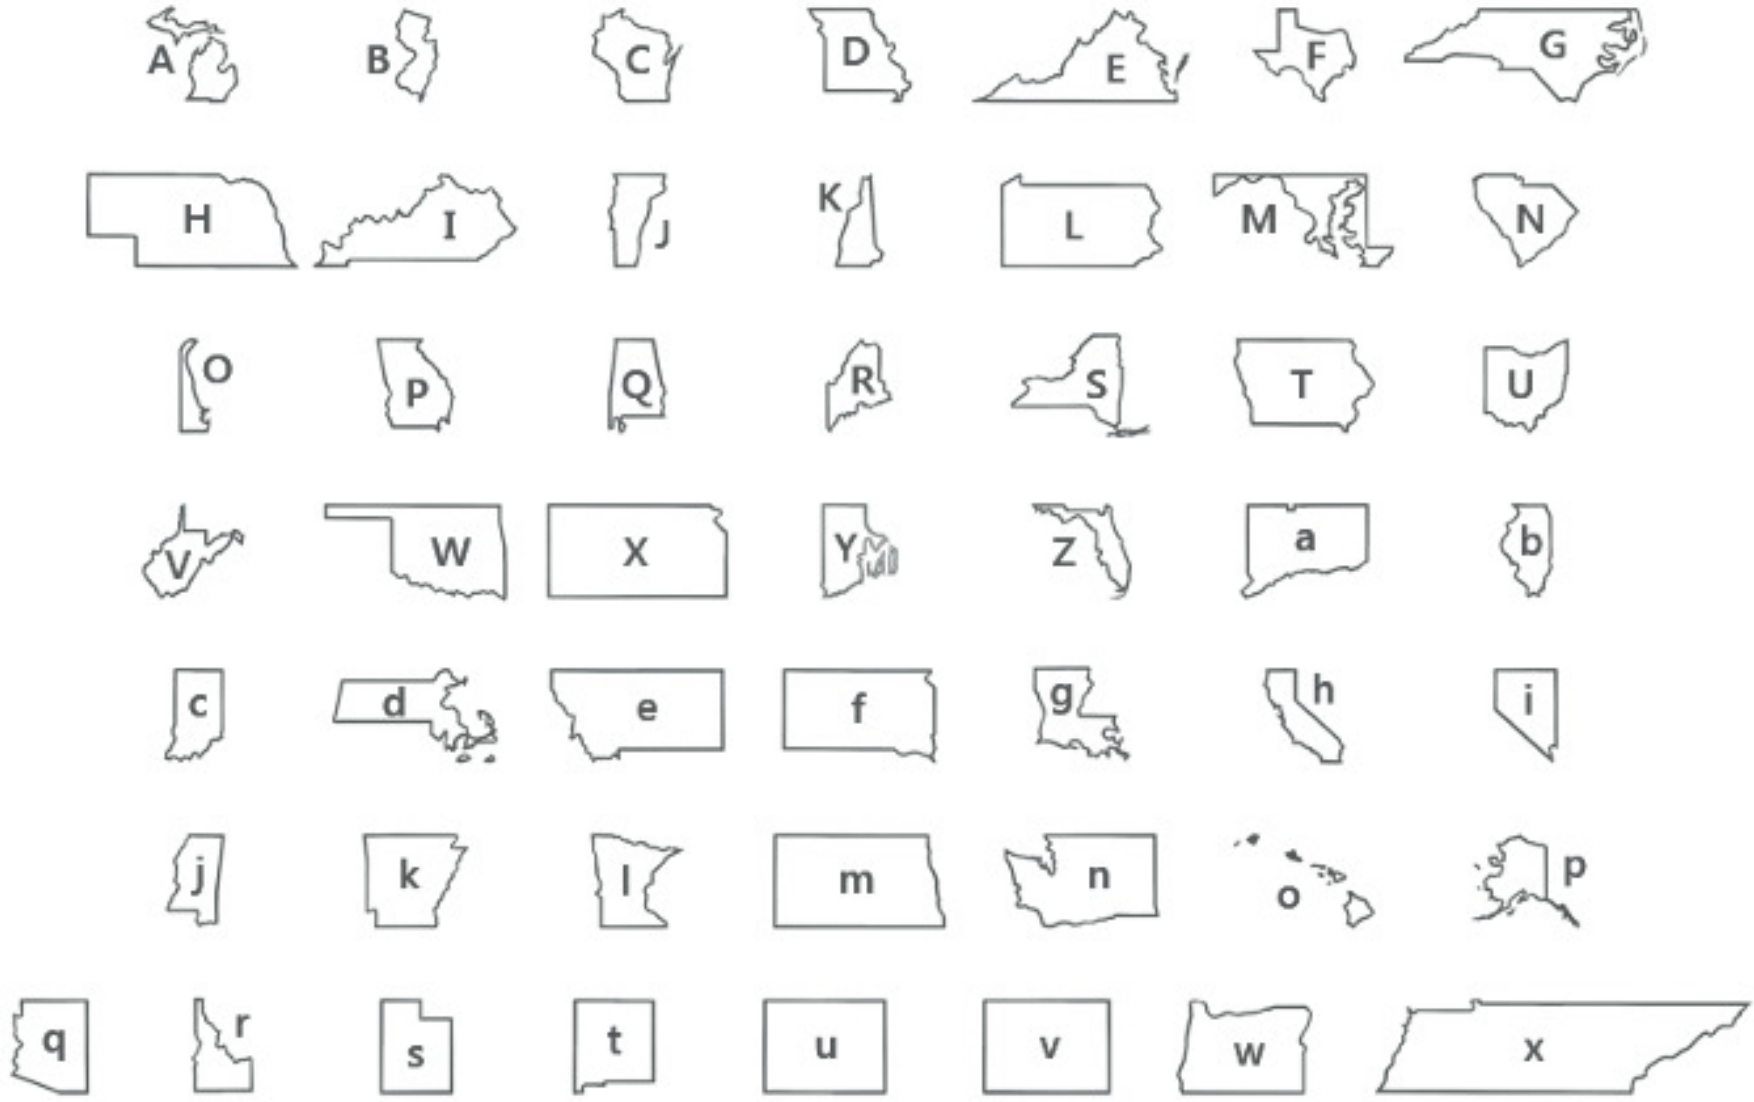 A B C D E F G
H I J K L M N
O P Q R S T U
V W X Y Z a b
c d e f g h i
j k l m n o p
q r s t u v w x